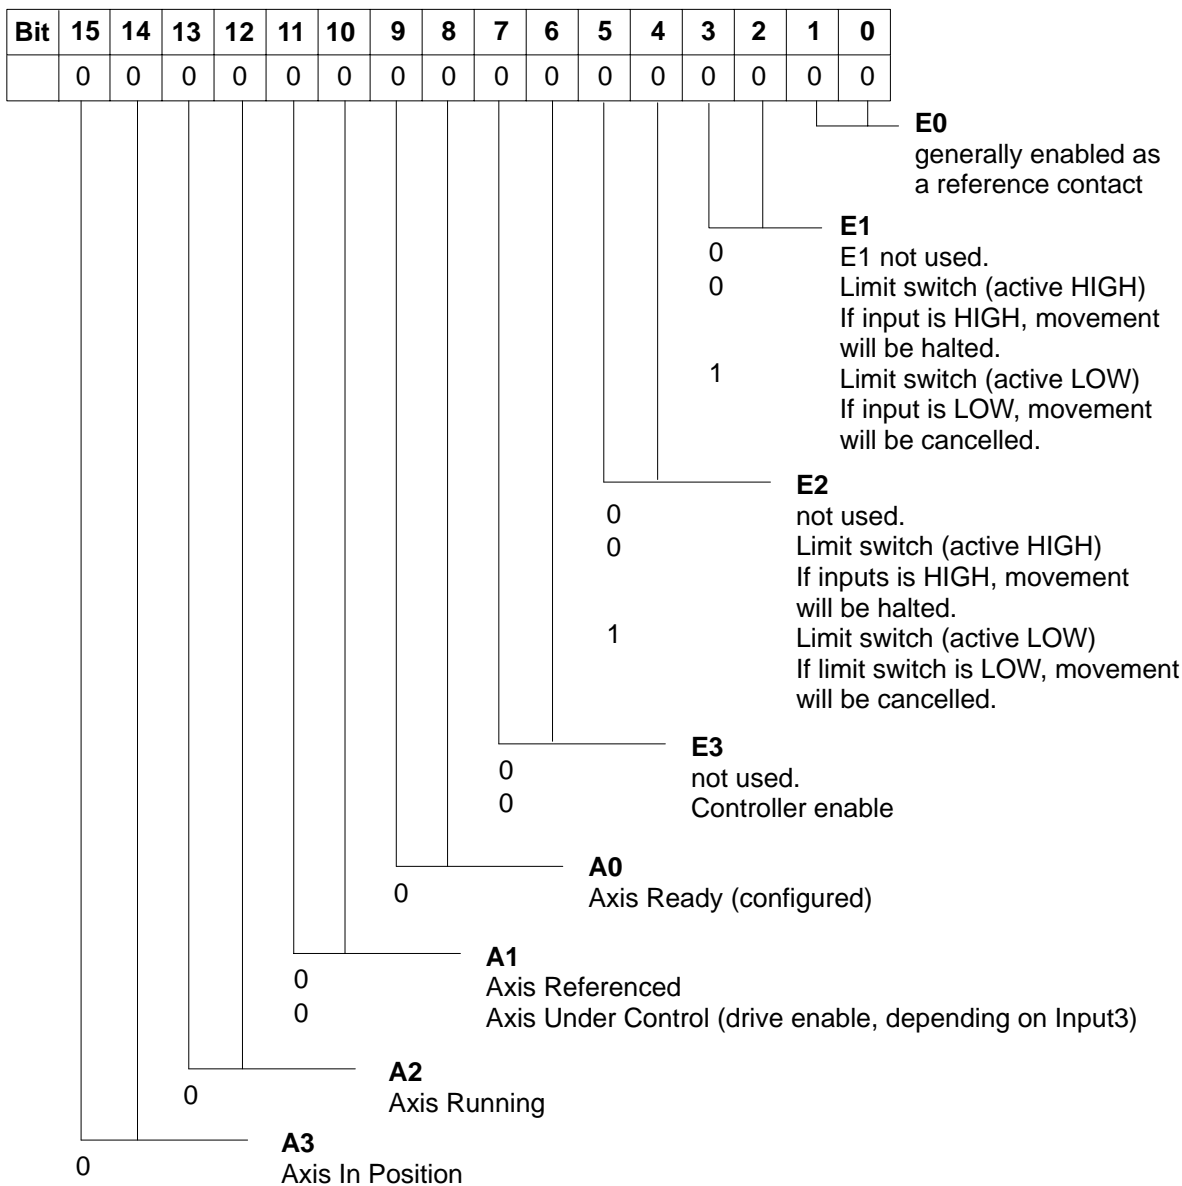 Bit 15 14 13 12 11 10 9 8 7 6 5 4 3 2 1 0
0 0 0 0 0 0 0 0 0 0 0 0 0 0 0 0
E0
generally enabled as
a reference contact
E1
0 E1 not used.
0 Limit switch (active HIGH)
If input is HIGH, movement
will be halted.
1 Limit switch (active LOW)
If input is LOW, movement
will be cancelled.
E2
0 not used.
0 Limit switch (active HIGH)
If inputs is HIGH, movement
will be halted.
1 Limit switch (active LOW)
If limit switch is LOW, movement
will be cancelled.
E3
0 not used.
0 Controller enable
A0
0 Axis Ready (configured)
A1
0 Axis Referenced
0 Axis Under Control (drive enable, depending on Input3)
A2
0 Axis Running
A3
0 Axis In Position